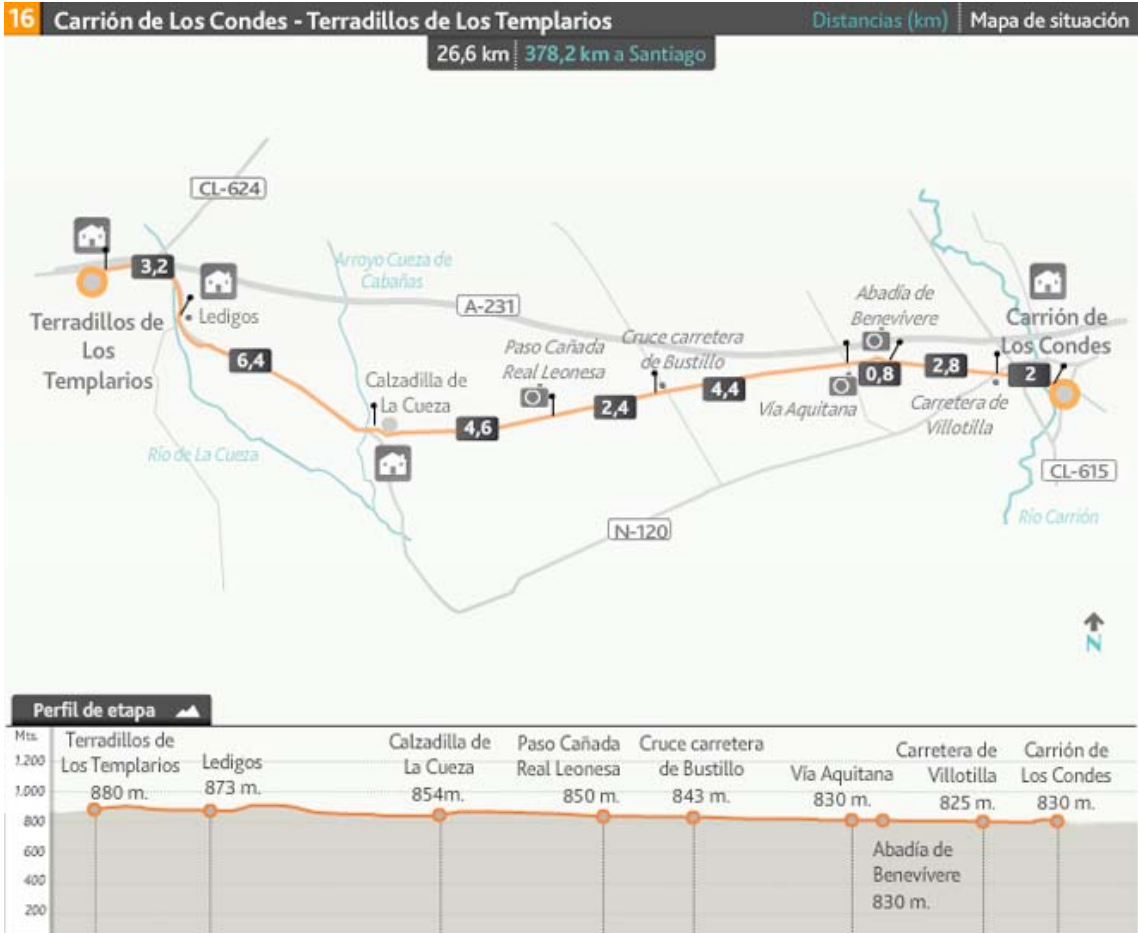 16 Carrión de Los Condes - Terradillos de Los Templarios Distancias (km) Mapa de situación
26,6 km 378,2 km a Santiago
CL-624
3,2
Arroyo Cueza de
Cabañas
A-231
Ledigos
Terradillos de
Los
Templarios
6,4
Calzadilla de
La Cueza
Río de La Cueza
4,6
Paso Cañada
Real Leonesa
2,4
Cruce carretera
de Bustillo
4,4
Abadía de
Benevívere
0,8
2,8
2
Vía Aquitana
Carretera de
Villotilla
Carrión de
Los Condes
CL-615
Río Carrión
N-120
N
Perfil de etapa
Mts.
1.200
1.000
800
600
400
200
Terradillos de
Los Templarios
880 m.
Ledigos
873 m.
Calzadilla de
La Cueza
854m.
Paso Cañada
Real Leonesa
850 m.
Cruce carretera
de Bustillo
843 m.
Vía Aquitana
830 m.
Abadía de
Benevívere
830 m.
Carretera de
Villotilla
825 m.
Carrión de
Los Condes
830 m.